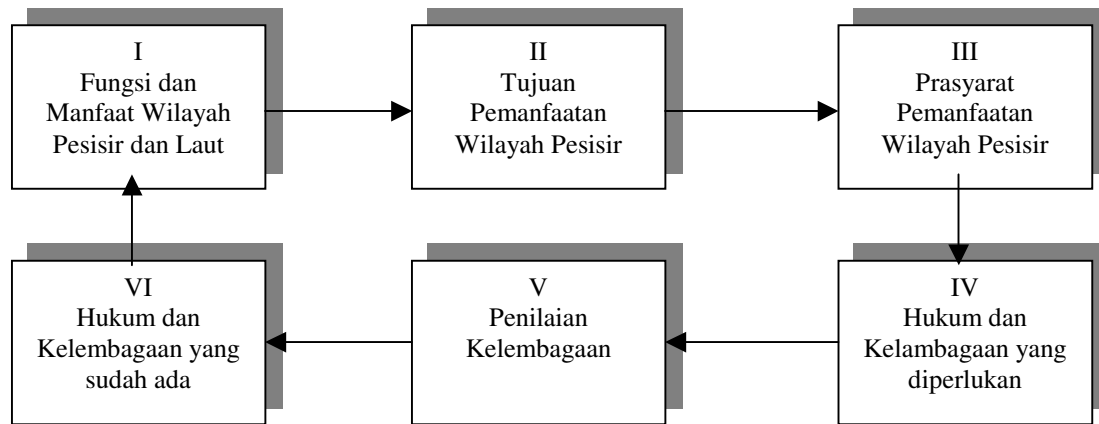 I
Fungsi dan
Manfaat Wilayah
Pesisir dan Laut
II
Tujuan
Pemanfaatan
Wilayah Pesisir
III
Prasyarat
Pemanfaatan
Wilayah Pesisir
VI
Hukum dan
Kelembagaan yang
sudah ada
V
Penilaian
Kelembagaan
IV
Hukum dan
Kelambagaan yang
diperlukan